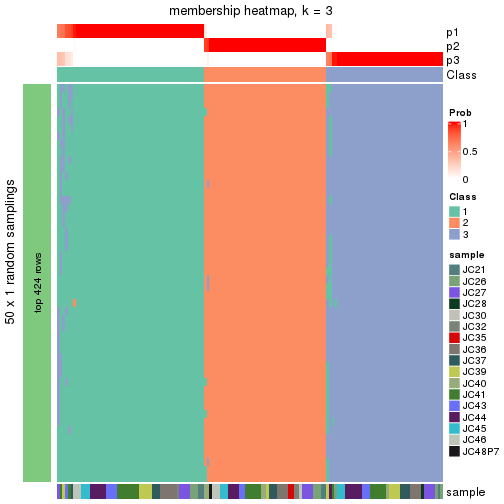 membership heatmap, k = 3
p1
p2
p3
Class
50 x 1 random samplings
top 424 rows
Prob
1
0.5
0
Class
1
2
3
sample
JC21
JC26
JC27
JC28
JC30
JC32
JC35
JC36
JC37
JC39
JC40
JC41
JC43
JC44
JC45
JC46
JC48P7
sample